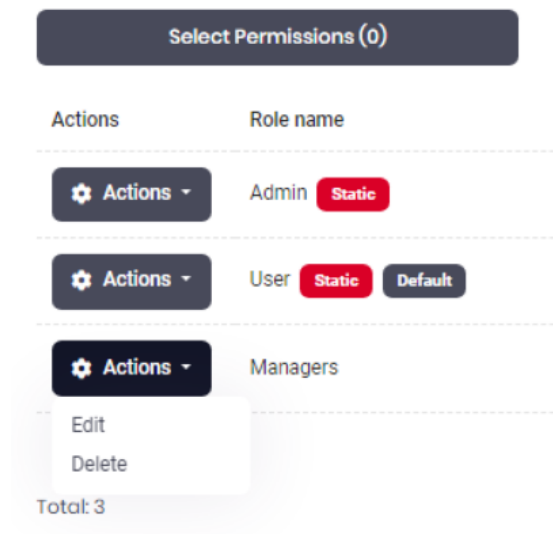 Select Permissions (0)
Actions Role name
Actions Admin Static
Actions User Static Default
Actions Managers
Edit
Delete
Total: 3